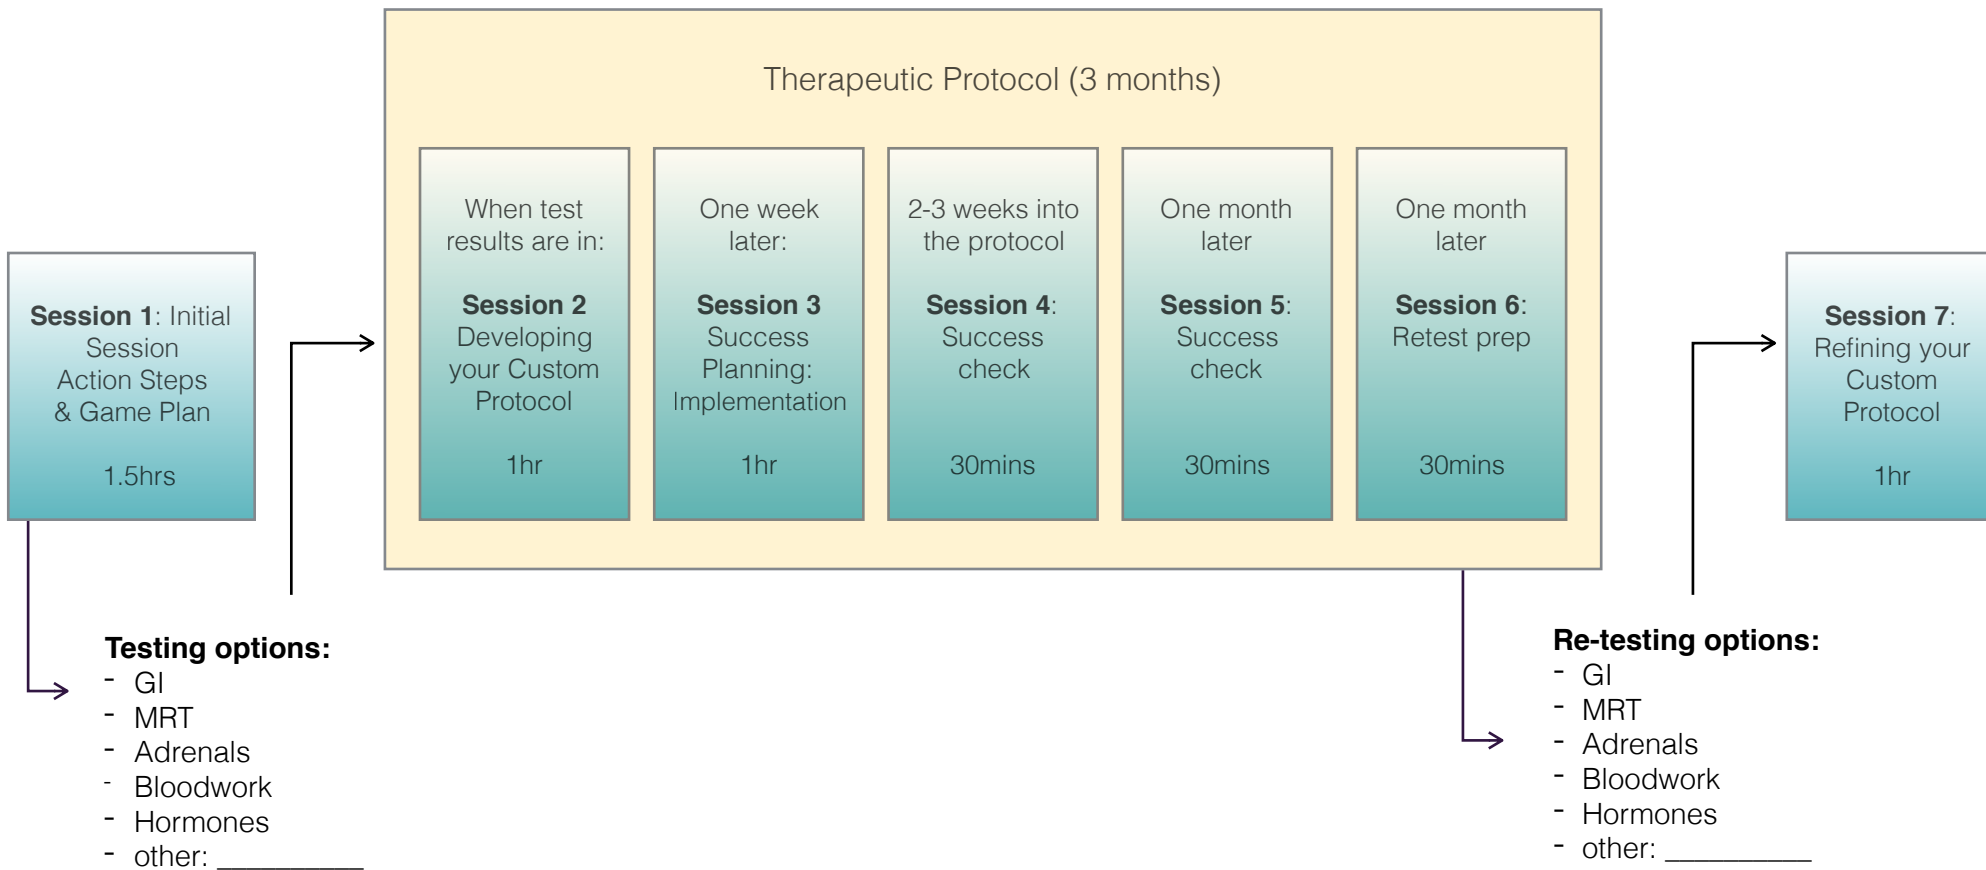 Therapeutic Protocol (3 months)
Session 1: Initial
Session
Action Steps
& Game Plan
1.5hrs
Testing options:
- GI
- MRT
- Adrenals
- Bloodwork
- Hormones
- other: __________
When test
results are in:
Session 2
Developing
your Custom
Protocol
1hr
One week
later:
Session 3
Success
Planning:
Implementation
1hr
2-3 weeks into
the protocol
Session 4:
Success
check
30mins
One month
later
Session 5:
Success
check
30mins
One month
later
Session 6:
Retest prep
30mins
Re-testing options:
- GI
- MRT
- Adrenals
- Bloodwork
- Hormones
- other: __________
Session 7:
Refining your
Custom
Protocol
1hr